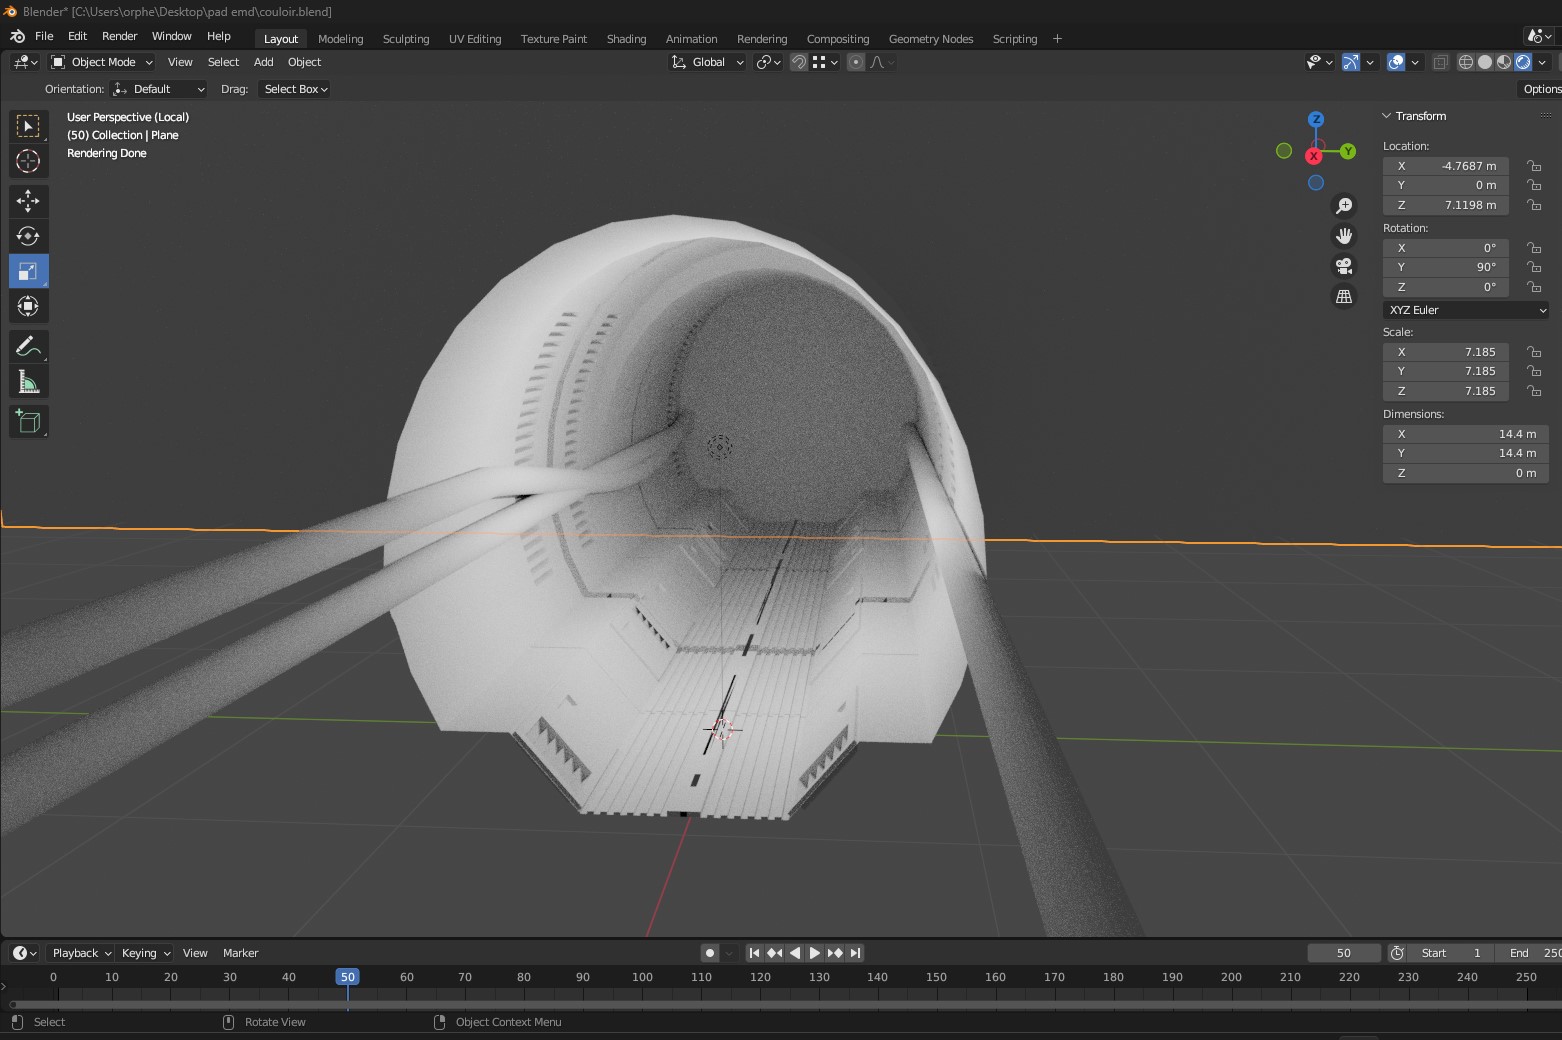 Blender* [C:\Users\orphe\Desktop\pad emd\couloir.blend]
File Edit Render Window Help Layout Modeling Sculpting UV Editing Texture Paint Shading Animation Rendering Compositing Geometry Nodes Scripting +
Object Mode View Select Add Object Global
Orientation: Default Drag: Select Box Options
User Perspective (Local)
(50) Collection | Plane
Rendering Done
Z
Y
X
Transform
Location:
X -4.7687 m
Y 0 m
Z 7.1198 m
Rotation:
X 0°
Y 90°
Z 0°
XYZ Euler
Scale:
X 7.185
Y 7.185
Z 7.185
Dimensions:
X 14.4 m
Y 14.4 m
Z 0 m
Playback Keying View Marker 50 Start 1 End 250
0 10 20 30 40 50 60 70 80 90 100 110 120 130 140 150 160 170 180 190 200 210 220 230 240 250
Select Rotate View Object Context Menu